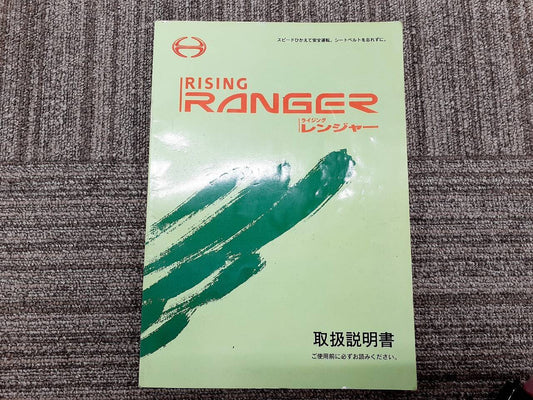 スピードひかえて安全運転、シートベルトを忘れずに。
RISING
RANGER
ライジング
レンジャー
取扱説明書
ご使用前に必ずお読みください。